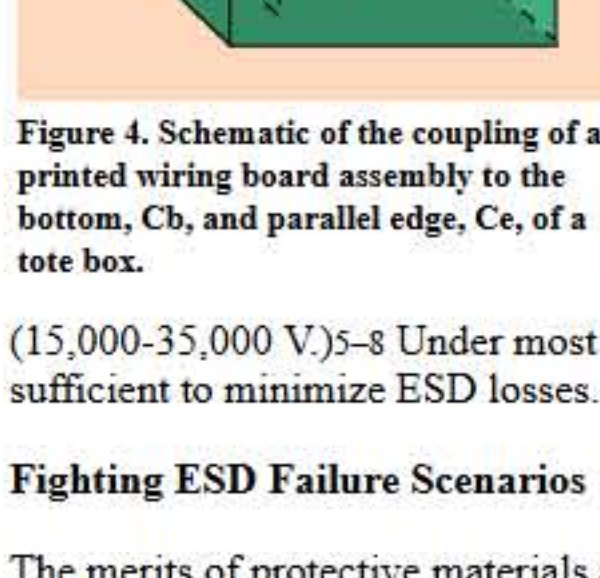 Figure 4. Schematic of the coupling of a
printed wiring board assembly to the
bottom, Cb, and parallel edge, Ce, of a
tote box.
(15,000-35,000 V.)5–8 Under most
sufficient to minimize ESD losses.
Fighting ESD Failure Scenarios
The merits of protective materials